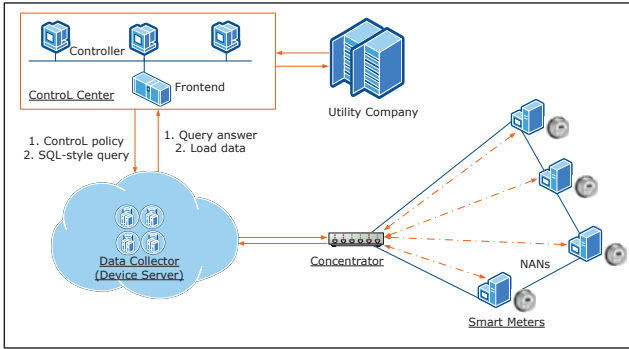 Controller
Frontend
ControL Center
Utility Company
1. ControL policy
2. SQL-style query
1. Query answer
2. Load data
Data Collector
(Device Server)
Concentrator
NANs
Smart Meters